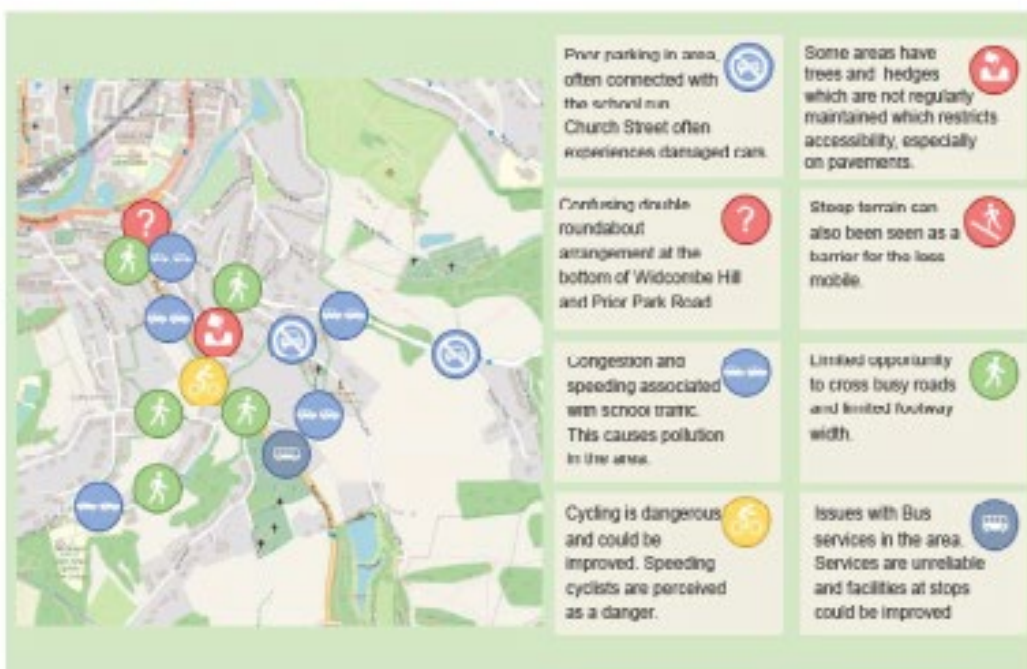 Poor parking in area,
often connected with
the school run.
Church Street often
experiences damaged cars.
Some areas have
trees and hedges
which are not regularly
maintained which restricts
accessibility, especially
on pavements.
Confusing double
roundabout
arrangement at the
bottom of Widcombe Hill
and Prior Park Road
Steep terrain can
also been seen as a
barrier for the less
mobile.
Congestion and
speeding associated
with school traffic.
This causes pollution
in the area.
Limited opportunity
to cross busy roads
and limited footway
width.
Cycling is dangerous
and could be
improved. Speeding
cyclists are perceived
as a danger.
Issues with Bus
services in the area.
Services are unreliable
and facilities at stops
could be improved
?
?